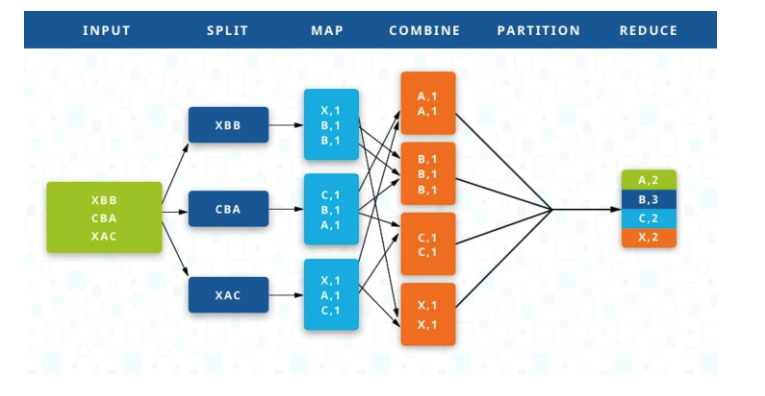 INPUT SPLIT MAP COMBINE PARTITION REDUCE
XBB
CBA
XAC
XBB
CBA
XAC
X,1
B,1
B,1
C,1
B,1
A,1
X,1
A,1
C,1
A,1
A,1
B,1
B,1
B,1
C,1
C,1
X,1
X,1
A,2
B,3
C,2
X,2